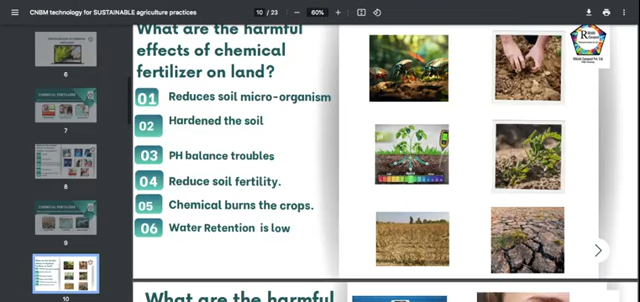 CNBM technology for SUSTAINABLE agriculture practices
10 / 23
60%
6
7
8
9
10
What are the harmful
effects of chemical
fertilizer on land?
01 Reduces soil micro-organism
02 Hardened the soil
03 PH balance troubles
04 Reduce soil fertility.
05 Chemical burns the crops.
06 Water Retention is low
What are the harmful